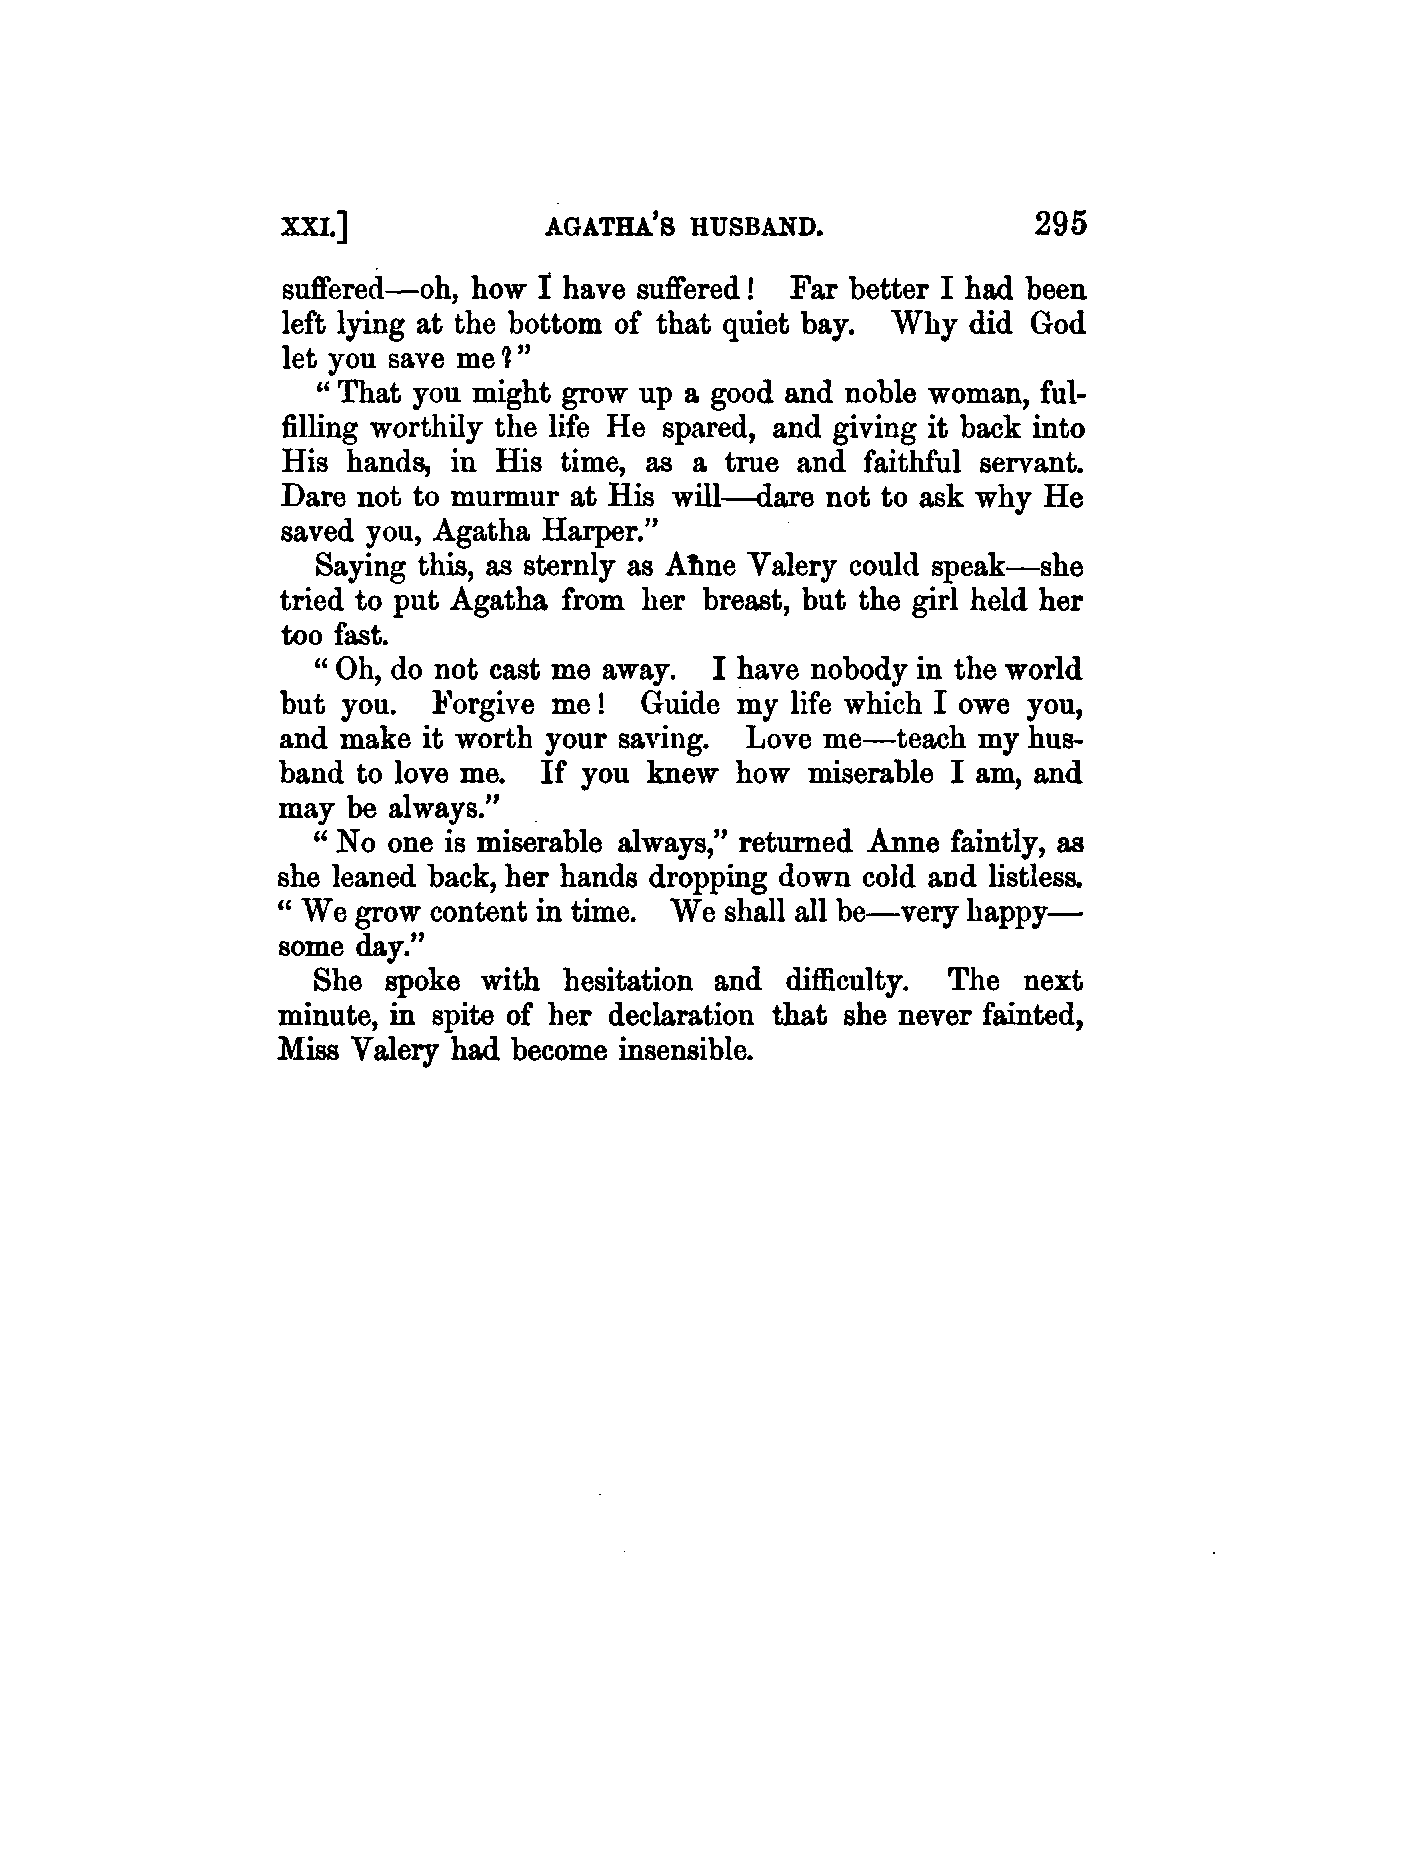 XXI.] AGATHA'S HUSBAND. 295
suffered—oh, how I have suffered! Far better I had been
left lying at the bottom of that quiet bay. Why did God
let you save me?"
"That you might grow up a good and noble woman, ful-
filling worthily the life He spared, and giving it back into
His hands, in His time, as a true and faithful servant.
Dare not to murmur at His will—dare not to ask why He
saved you, Agatha Harper."
Saying this, as sternly as Anne Valery could speak—she
tried to put Agatha from her breast, but the girl held her
too fast.
"Oh, do not cast me away. I have nobody in the world
but you. Forgive me! Guide my life which I owe you,
and make it worth your saving. Love me—teach my hus-
band to love me. If you knew how miserable I am, and
may be always."
"No one is miserable always," returned Anne faintly, as
she leaned back, her hands dropping down cold and listless.
"We grow content in time. We shall all be—very happy—
some day."
She spoke with hesitation and difficulty. The next
minute, in spite of her declaration that she never fainted,
Miss Valery had become insensible.